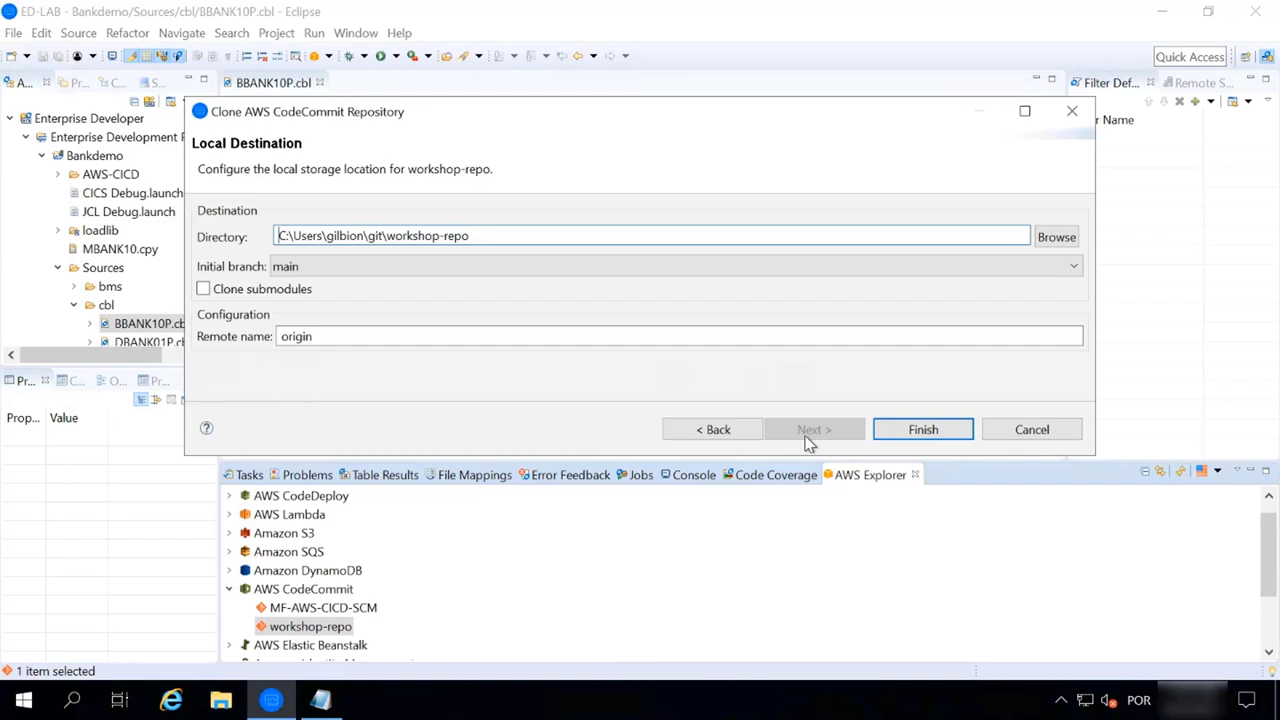 ED-LAB - Bankdemo/Sources/cbl/BBANK10P.cbl - Eclipse
File Edit Source Refactor Navigate Search Project Run Window Help
Quick Access
A... Pr... C... S... BBANK10P.cbl Filter Def... Remote S...
Clone AWS CodeCommit Repository
Local Destination
Configure the local storage location for workshop-repo.
Destination
Directory: C:\Users\gilbion\git\workshop-repo Browse
Initial branch: main
Clone submodules
Configuration
Remote name: origin
? < Back Next > Finish Cancel
Enterprise Developer
Enterprise Development P
Bankdemo
AWS-CICD
CICS Debug.launch
JCL Debug.launch
loadlib
MBANK10.cpy
Sources
bms
cbl
BBANK10P.cb
DBANK01P.cb
r Name
Pr... C... O... Pr...
Prop... Value
Tasks Problems Table Results File Mappings Error Feedback Jobs Console Code Coverage AWS Explorer
AWS CodeDeploy
AWS Lambda
Amazon S3
Amazon SQS
Amazon DynamoDB
AWS CodeCommit
MF-AWS-CICD-SCM
workshop-repo
AWS Elastic Beanstalk
1 item selected
POR